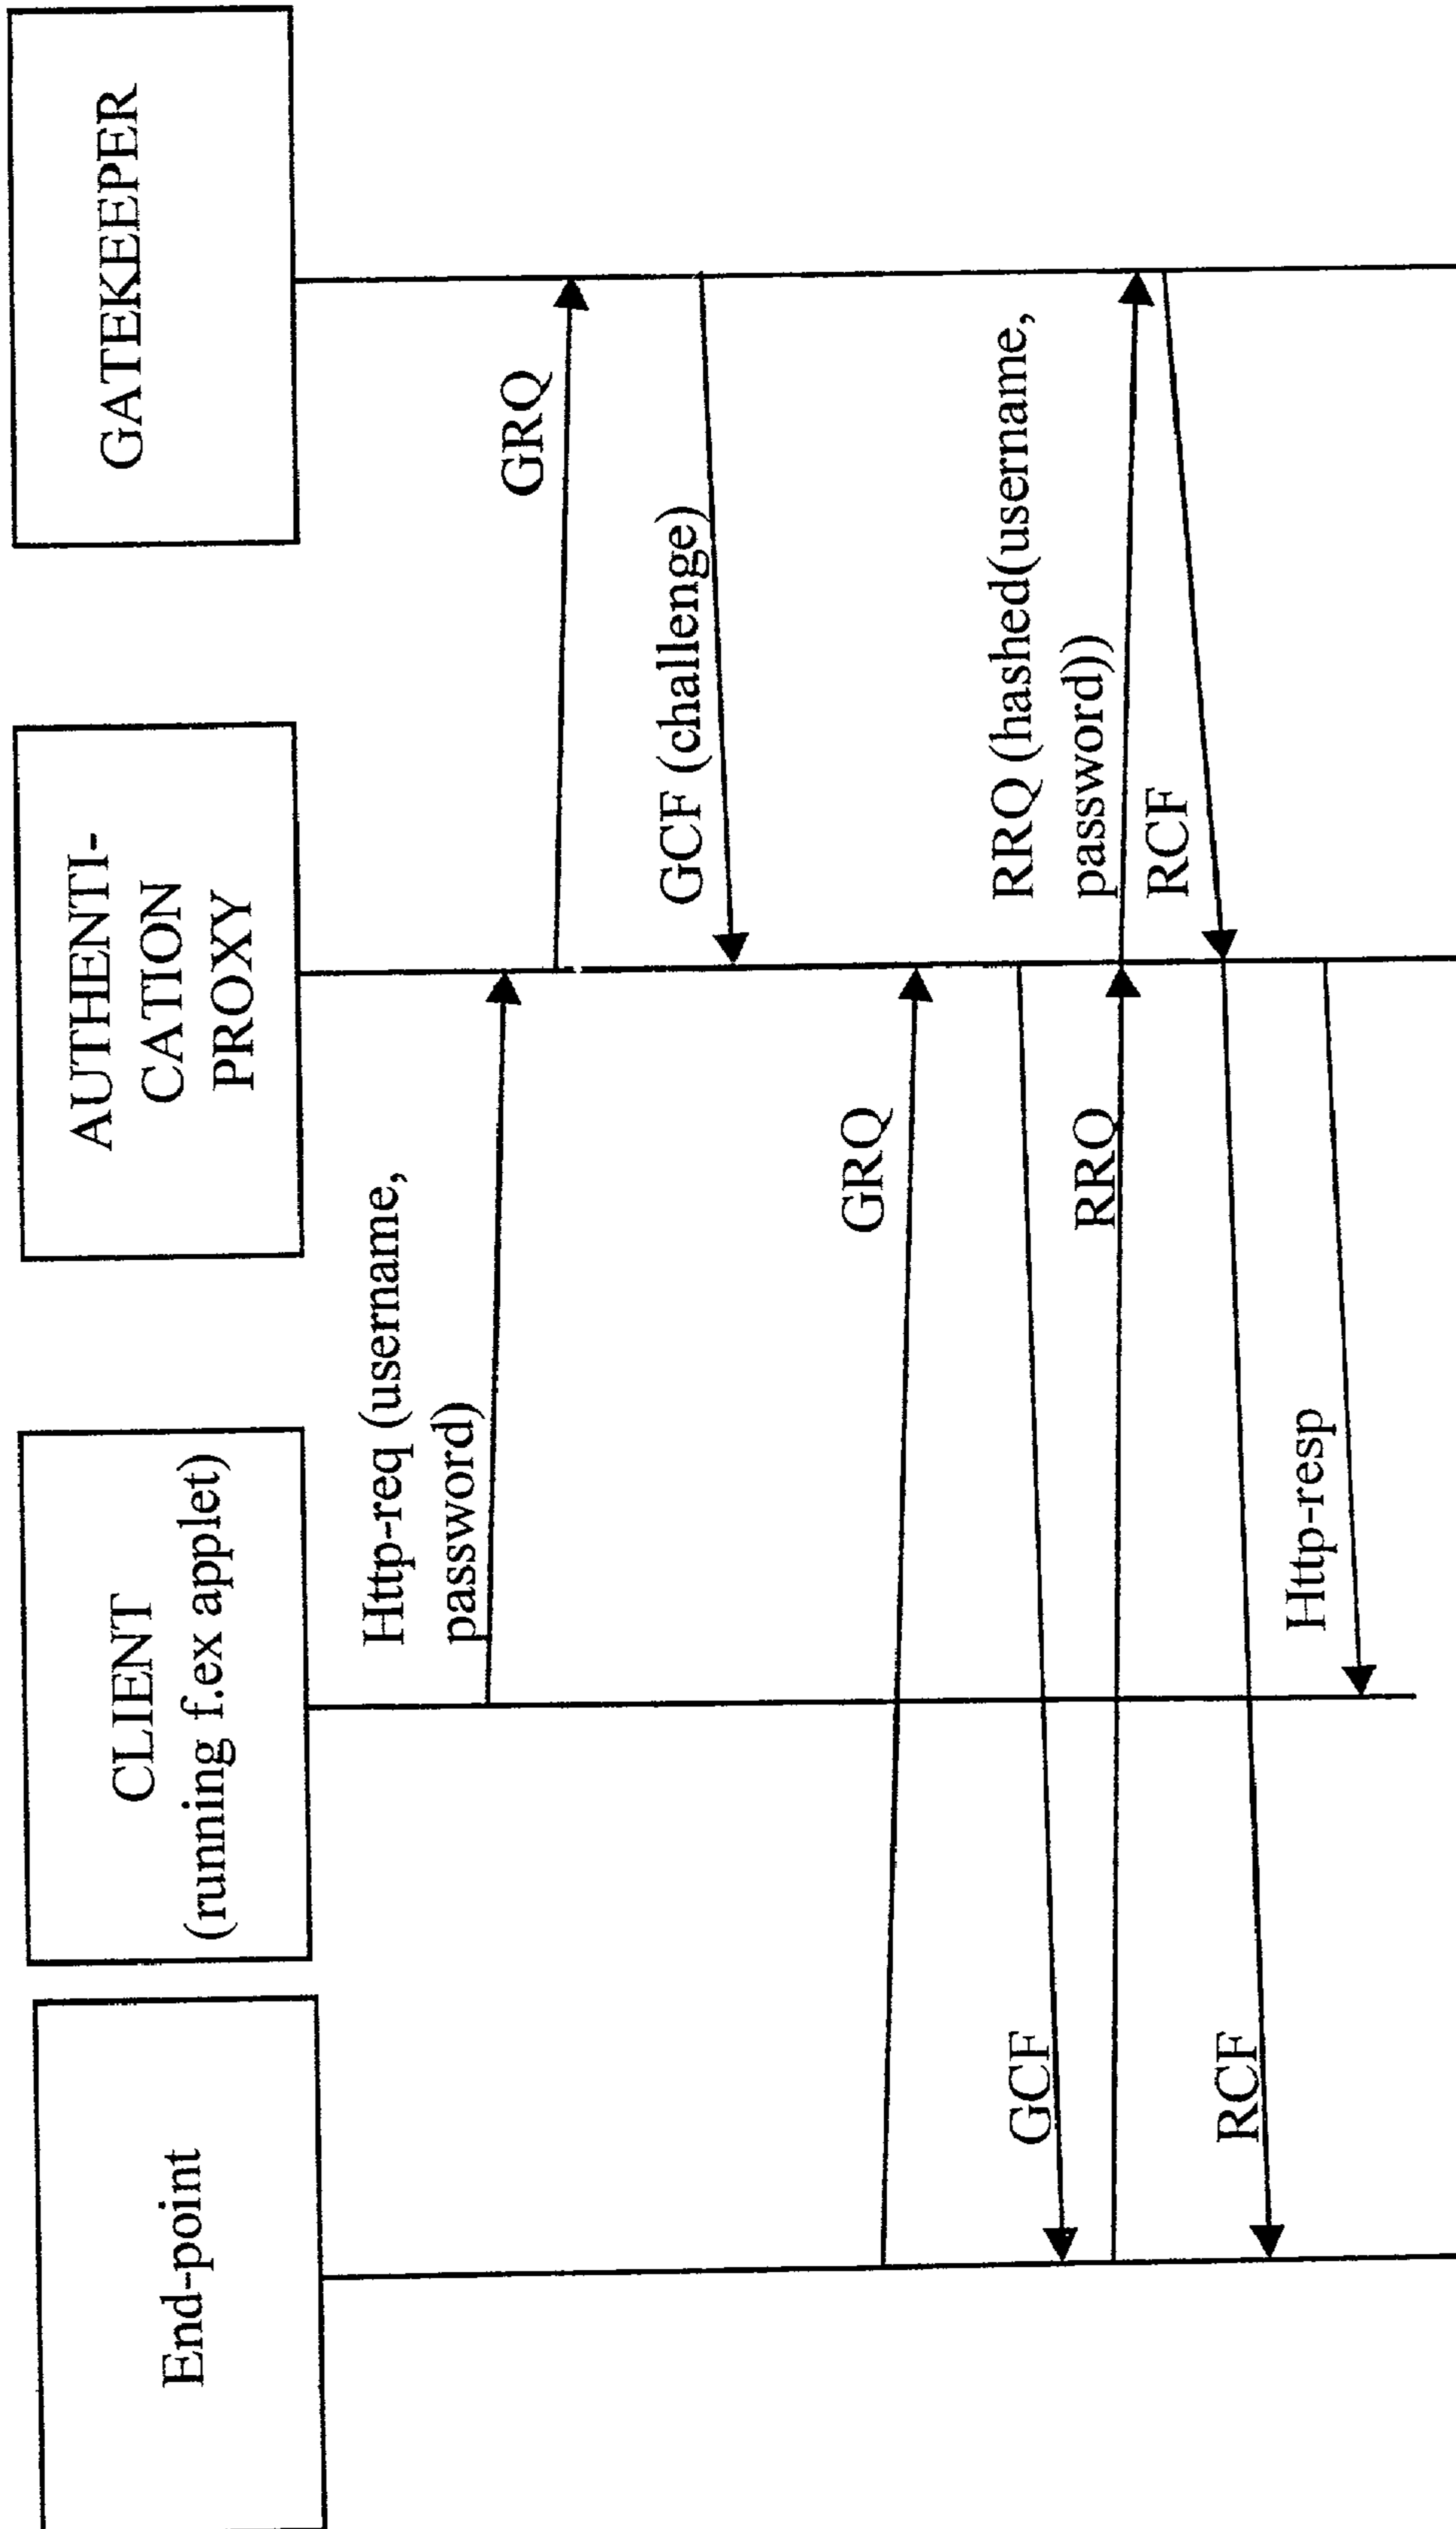 End-point
CLIENT
(running f.ex applet)
AUTHENTI-
CATION
PROXY
GATEKEEPER
Http-req (username,
password)
GRQ
GCF (challenge)
GRQ
GCF
RRQ
RRQ (hashed(username,
password))
RCF
RCF
Http-resp